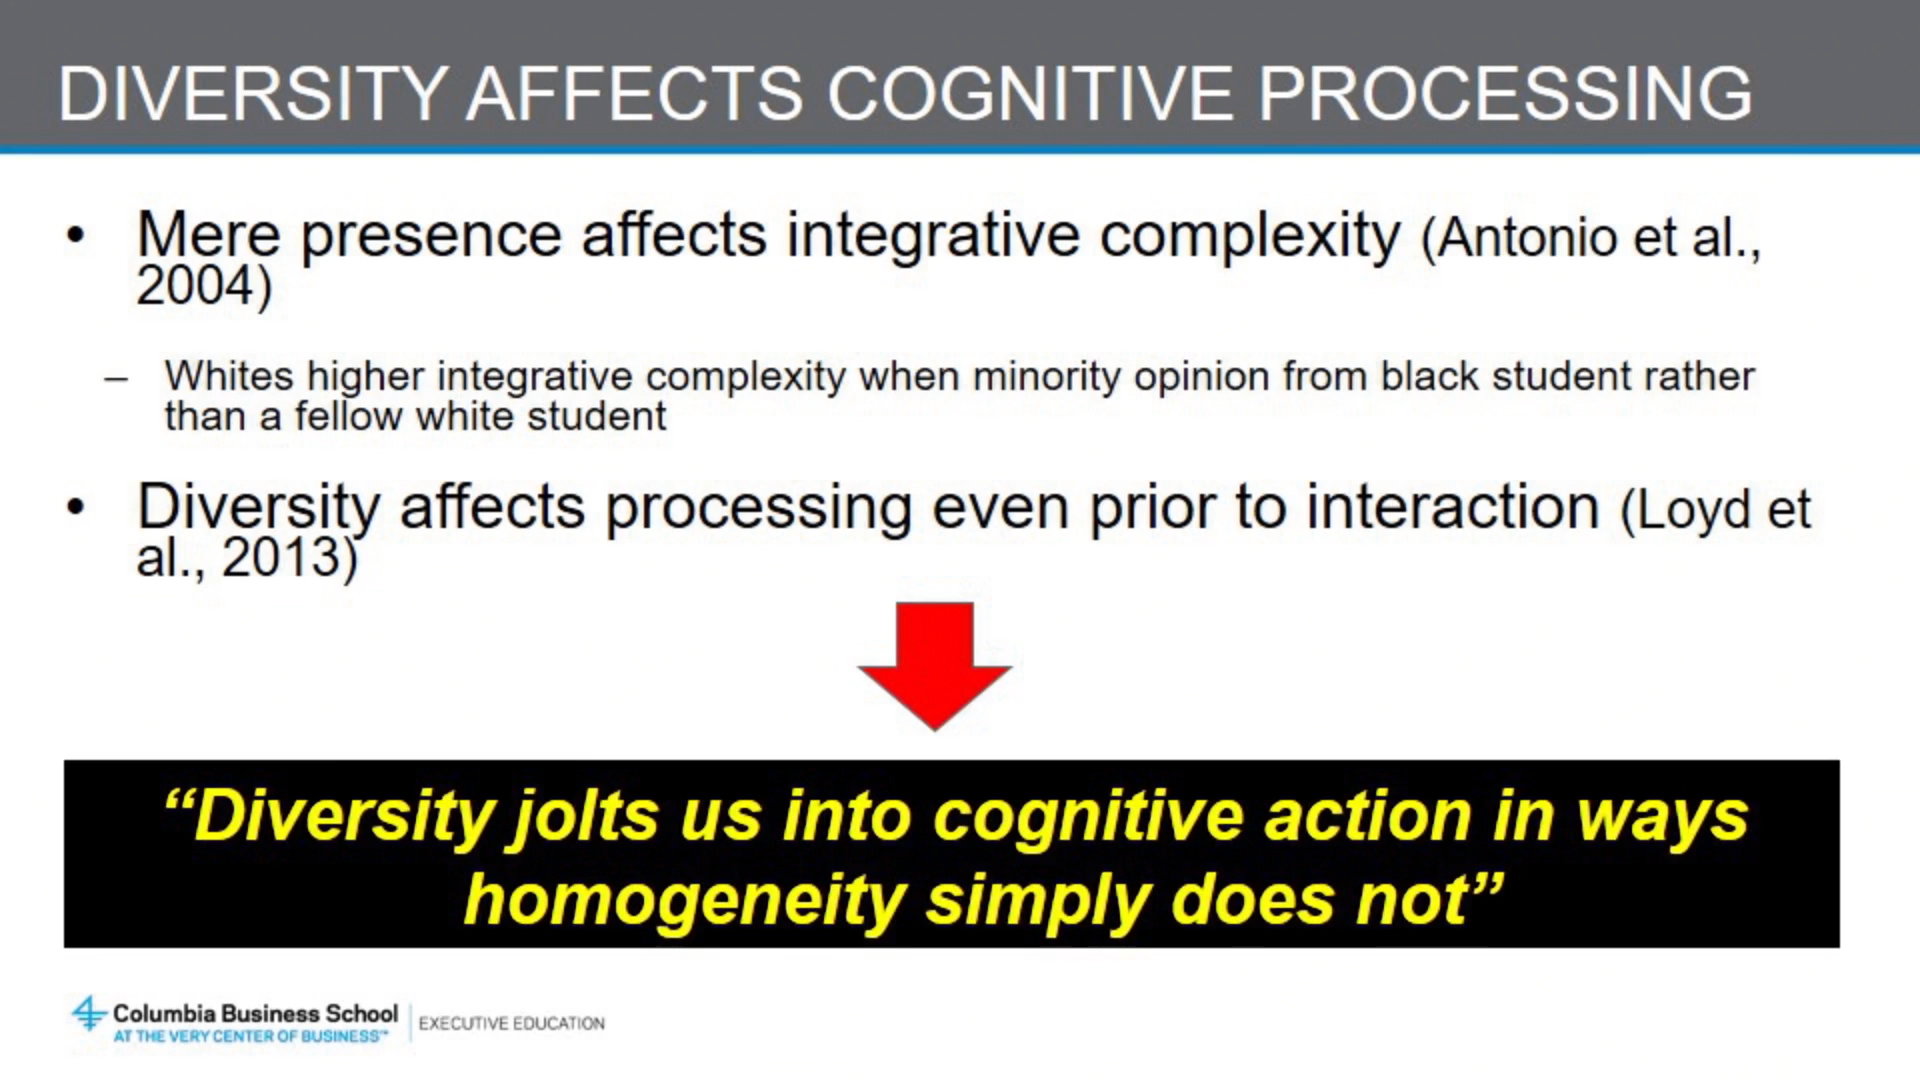 DIVERSITY AFFECTS COGNITIVE PROCESSING
• Mere presence affects integrative complexity (Antonio et al.,
2004)
– Whites higher integrative complexity when minority opinion from black student rather
than a fellow white student
• Diversity affects processing even prior to interaction (Loyd et
al., 2013)
“Diversity jolts us into cognitive action in ways
homogeneity simply does not”
Columbia Business School
AT THE VERY CENTER OF BUSINESS™
EXECUTIVE EDUCATION